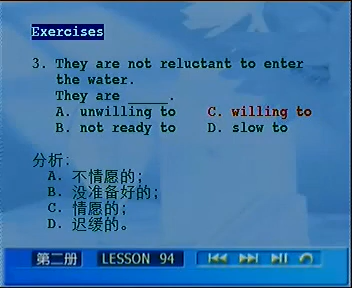 Exercises
3. They are not reluctant to enter
the water.
They are _____.
A. unwilling to C. willing to
B. not ready to D. slow to
分析:
A. 不情愿的;
B. 没准备好的;
C. 情愿的;
D. 迟缓的。
第二册 LESSON 94